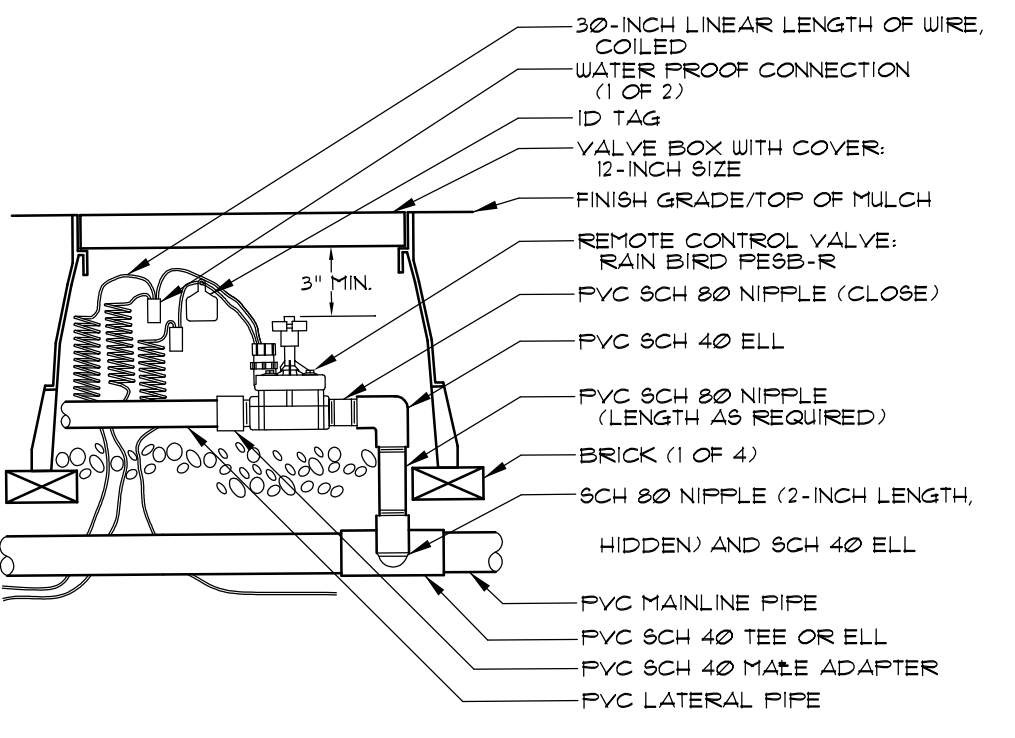 30-INCH LINEAR LENGTH OF WIRE,
COILED
WATER PROOF CONNECTION
(1 OF 2)
ID TAG
VALVE BOX WITH COVER:
12-INCH SIZE
FINISH GRADE/TOP OF MULCH
REMOTE CONTROL VALVE:
RAIN BIRD PESB-R
3" MIN.
PVC SCH 80 NIPPLE (CLOSE)
PVC SCH 40 ELL
PVC SCH 80 NIPPLE
(LENGTH AS REQUIRED)
BRICK (1 OF 4)
SCH 80 NIPPLE (2-INCH LENGTH,
HIDDEN) AND SCH 40 ELL
PVC MAINLINE PIPE
PVC SCH 40 TEE OR ELL
PVC SCH 40 MALE ADAPTER
PVC LATERAL PIPE